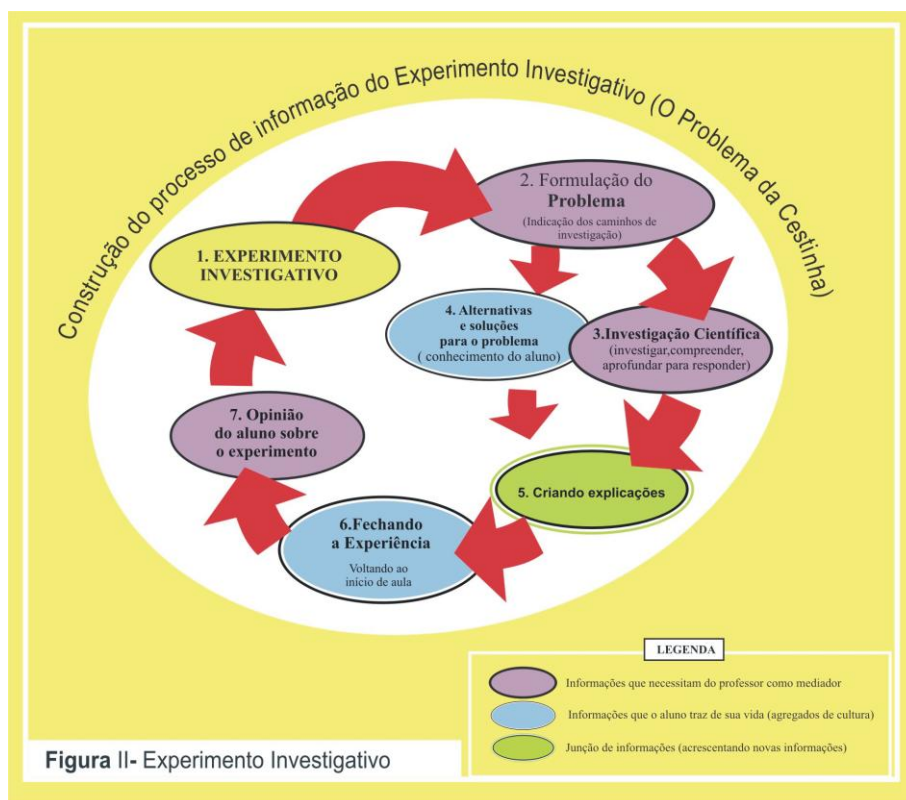 Construção do processo de informação do Experimento Investigativo (O Problema da Cestinha)
1. EXPERIMENTO
INVESTIGATIVO
2. Formulação do
Problema
(Indicação dos caminhos de
investigação)
4. Alternativas
e soluções
para o problema
( conhecimento do aluno)
3.Investigação Científica
(investigar,compreender,
aprofundar para responder)
5. Criando explicações
6.Fechando
a Experiência
Voltando ao
início de aula
7. Opinião
do aluno sobre
o experimento
LEGENDA
Informações que necessitam do professor como mediador
Informações que o aluno traz de sua vida (agregados de cultura)
Junção de informações (acrescentando novas informações)
Figura II- Experimento Investigativo